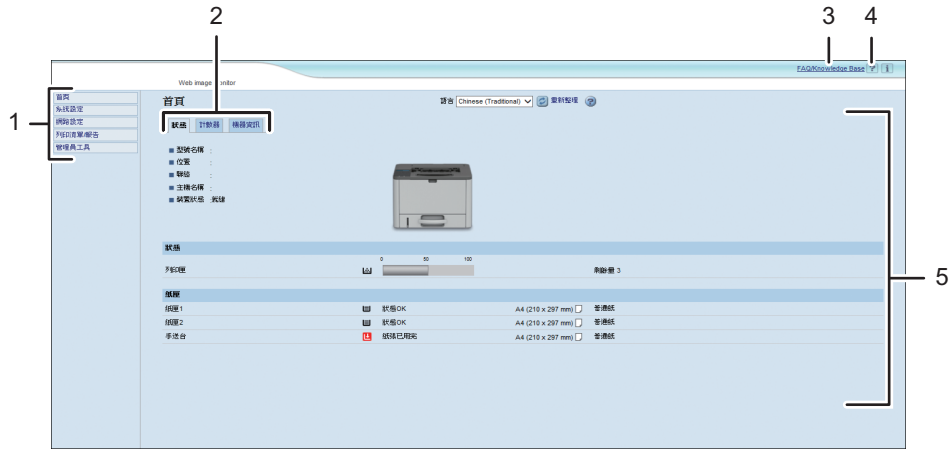 2
3
4
FAQ/Knowledge Base ? i
Web image monitor
1
首頁
系統設定
網路設定
列印清單/報告
管理員工具
首頁
語言 Chinese (Traditional) 重新整理 ?
狀態 計數器 機器資訊
型號名稱 :
位置 :
聯絡 :
主機名稱 :
裝置狀態 :就緒
狀態
0 50 100
列印匣 剩餘量 3
紙匣
紙匣1 狀態OK A4 (210 x 297 mm) 普通紙
紙匣2 狀態OK A4 (210 x 297 mm) 普通紙
手送台 紙張已用完 A4 (210 x 297 mm) 普通紙
5